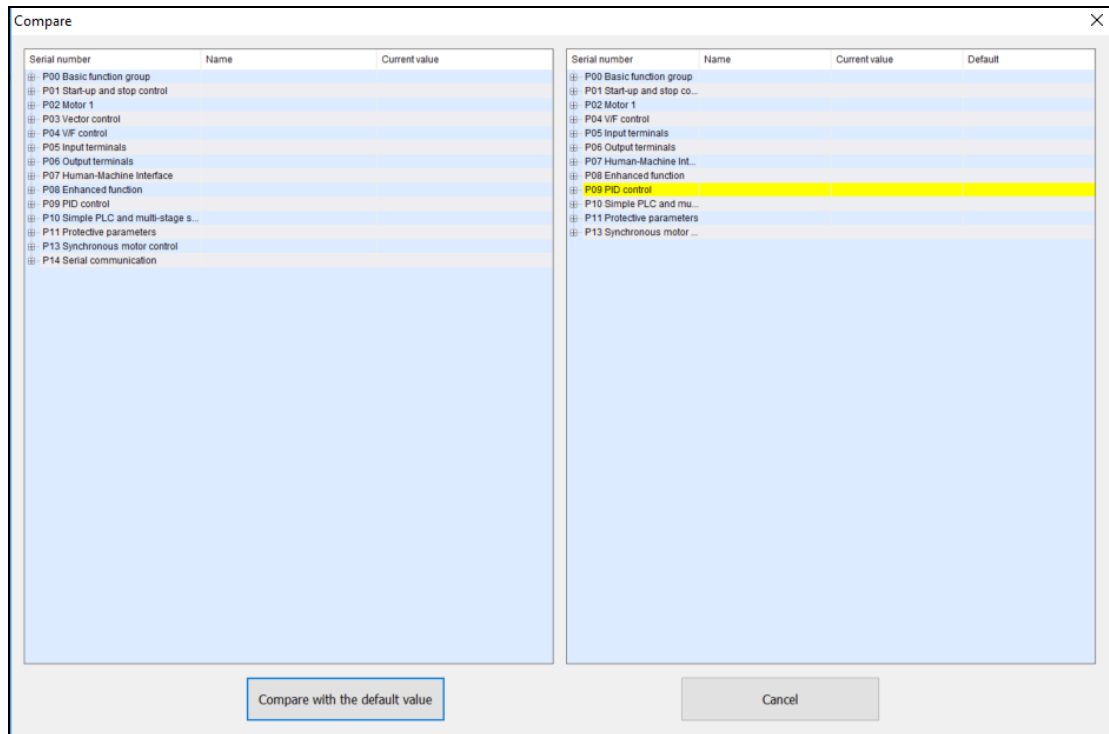 Compare
Serial number Name Current value
P00 Basic function group
P01 Start-up and stop control
P02 Motor 1
P03 Vector control
P04 V/F control
P05 Input terminals
P06 Output terminals
P07 Human-Machine Interface
P08 Enhanced function
P09 PID control
P10 Simple PLC and multi-stage s...
P11 Protective parameters
P13 Synchronous motor control
P14 Serial communication
Serial number Name Current value Default
P00 Basic function group
P01 Start-up and stop co...
P02 Motor 1
P04 V/F control
P05 Input terminals
P06 Output terminals
P07 Human-Machine Int...
P08 Enhanced function
P09 PID control
P10 Simple PLC and mu...
P11 Protective parameters
P13 Synchronous motor ...
Compare with the default value
Cancel